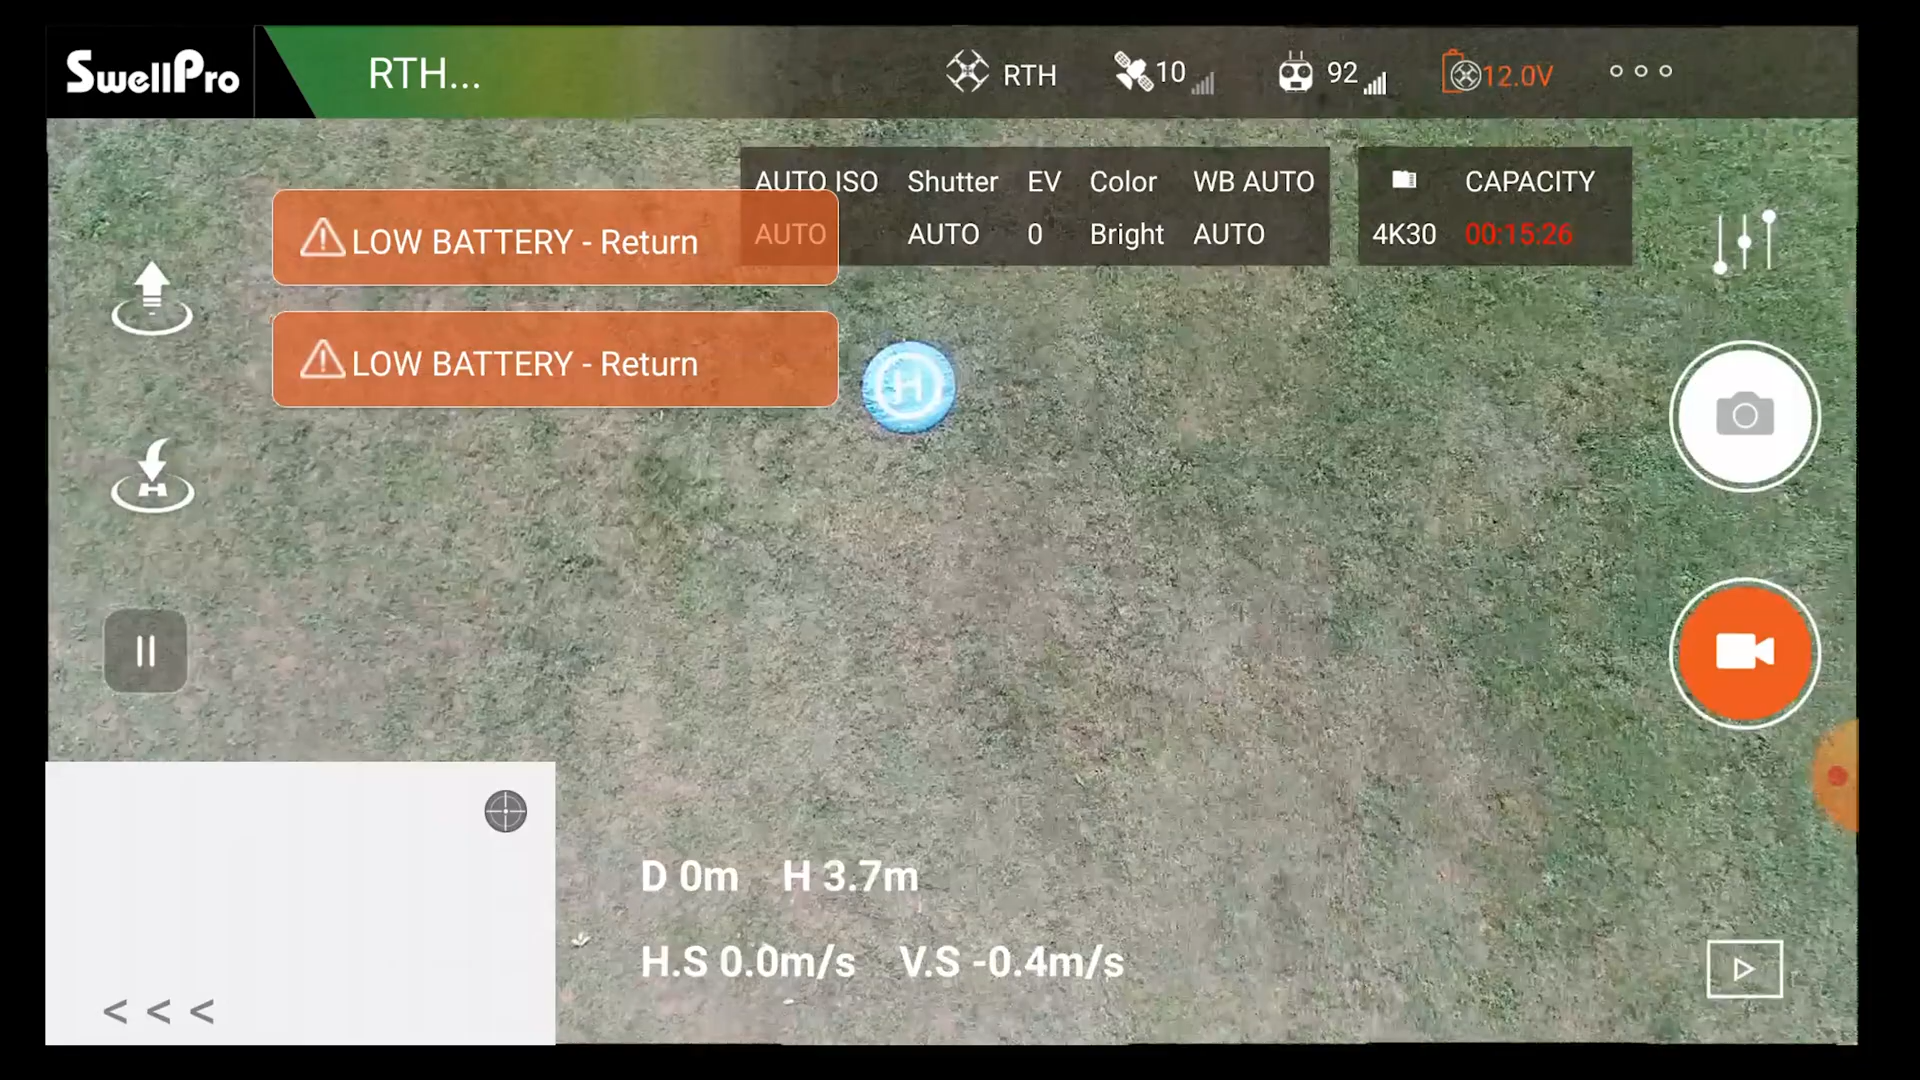 SwellPro
RTH...
RTH
10
92
12.0V
AUTO ISO Shutter EV Color WB AUTO
AUTO AUTO 0 Bright AUTO
CAPACITY
4K30 00:15:26
LOW BATTERY - Return
LOW BATTERY - Return
H
D 0m H 3.7m
H.S 0.0m/s V.S -0.4m/s
< < <